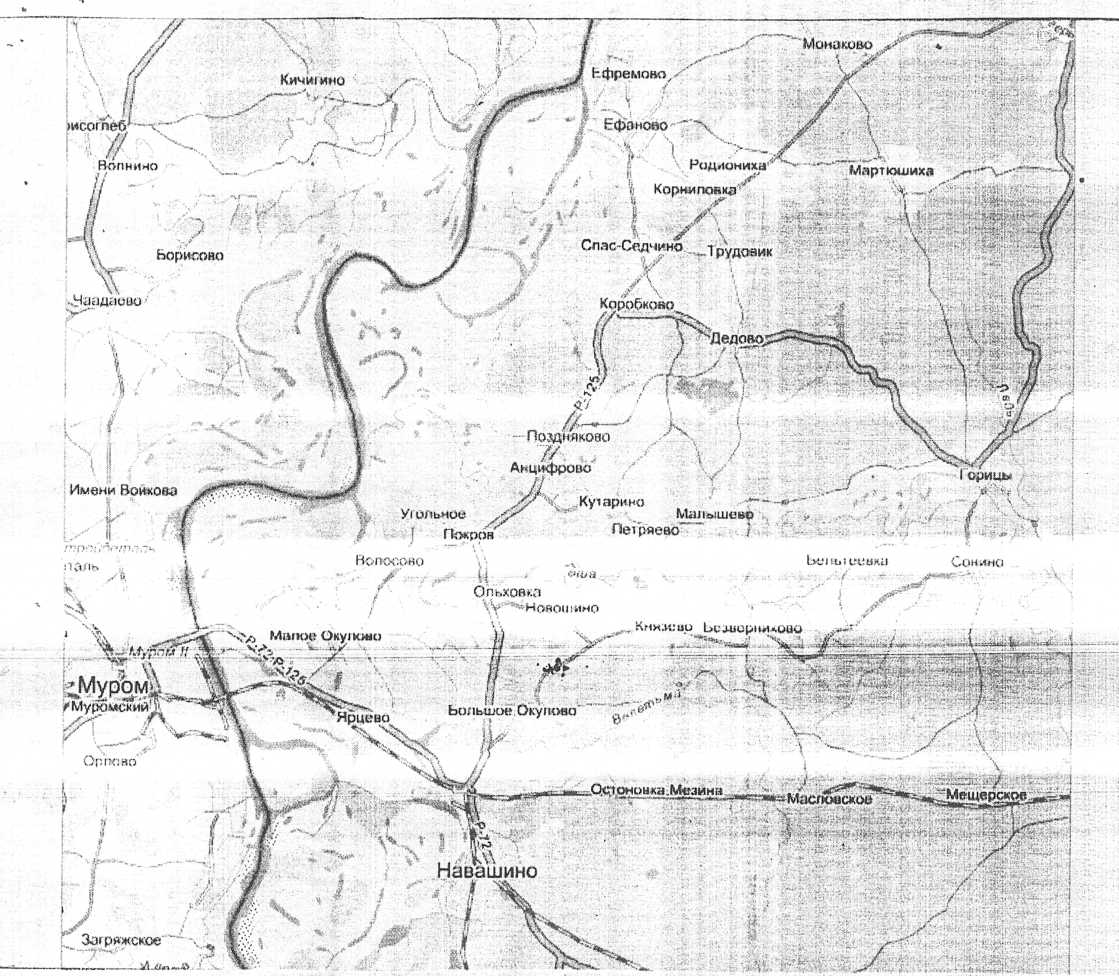 Монаково
Ефремово
Кичигино
рисоглеб
Ефаново
Волнино
Родиониха
Мартюшиха
Корниловка
Борисово
Спас-Седчино
Трудовик
Чаадаево
Коробково
Дедово
Р-125
Поздняково
Анцифрово
Горицы
Имени Войкова
Кутарино
Угольное
Малышево
Покров
Петряево
Волосово
Бельтеевка
Сонино
таль
Ольховка
Новошино
Князево
Безверниково
Малое Окулово
Муром II
Р-72;Р-125
Муром
Муромский
Ярцево
Большое Окулово
Велетьма
Орлово
Остоновка Мезина
Масловское
Мещерское
Р-72
Навашино
Загряжское